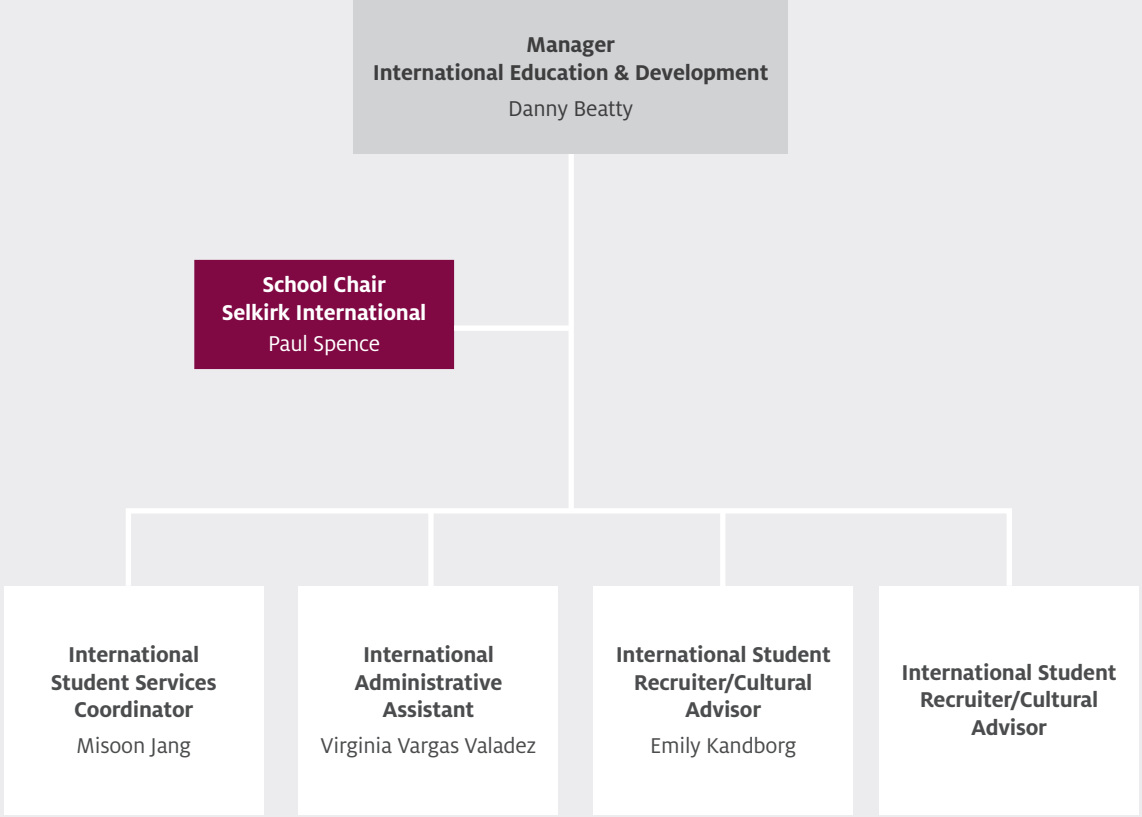 Manager
International Education & Development
Danny Beatty
School Chair
Selkirk International
Paul Spence
International
Student Services
Coordinator
Misoon Jang
International
Administrative
Assistant
Virginia Vargas Valadez
International Student
Recruiter/Cultural
Advisor
Emily Kandborg
International Student
Recruiter/Cultural
Advisor